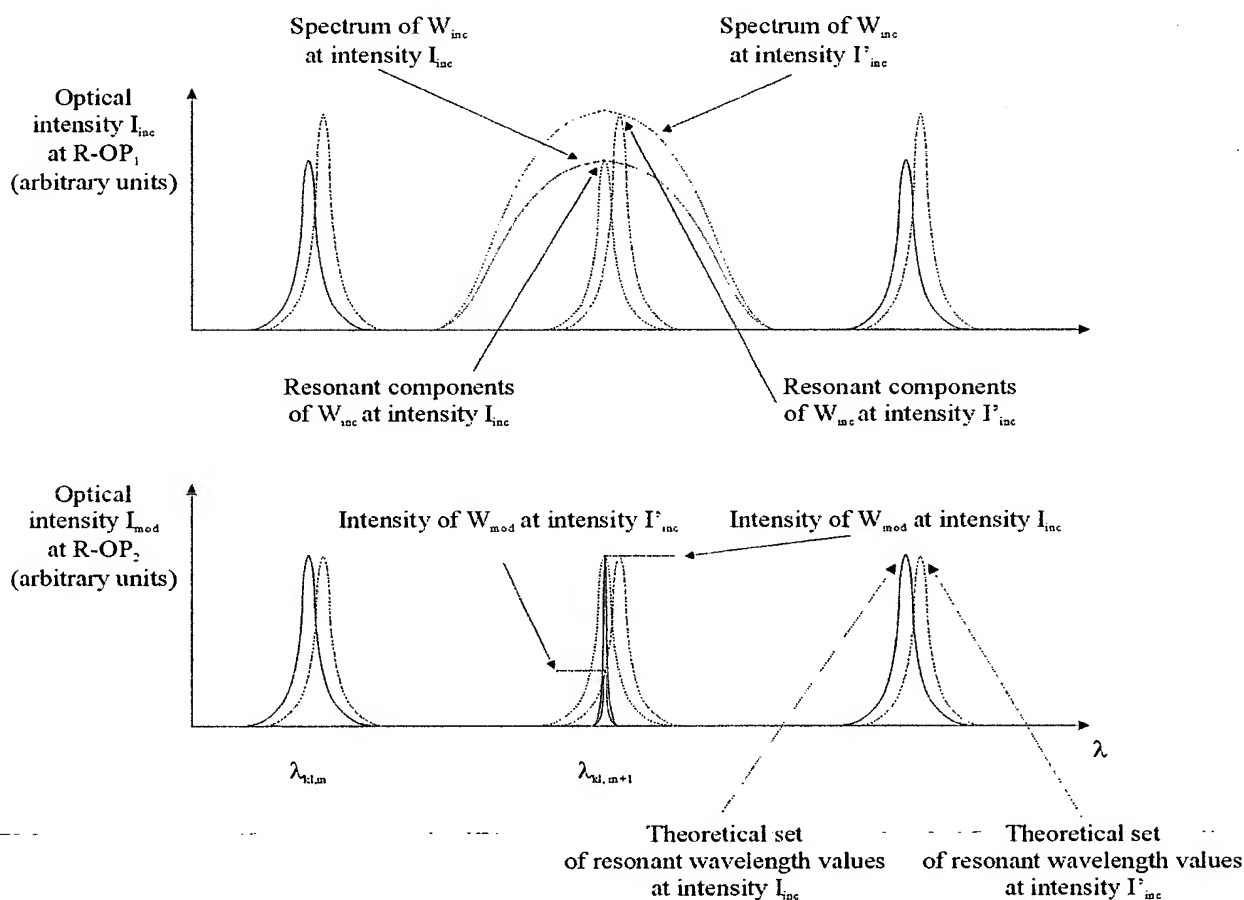 Spectrum of W_inc
at intensity I_inc
Spectrum of W_inc
at intensity I'_inc
Optical
intensity I_inc
at R-OP_1
(arbitrary units)
Resonant components
of W_inc at intensity I_inc
Resonant components
of W_inc at intensity I'_inc
Optical
intensity I_mod
at R-OP_2
(arbitrary units)
Intensity of W_mod at intensity I'_inc
Intensity of W_mod at intensity I_inc
λ_kl,m
λ_kl,m+1
λ
Theoretical set
of resonant wavelength values
at intensity I_inc
Theoretical set
of resonant wavelength values
at intensity I'_inc